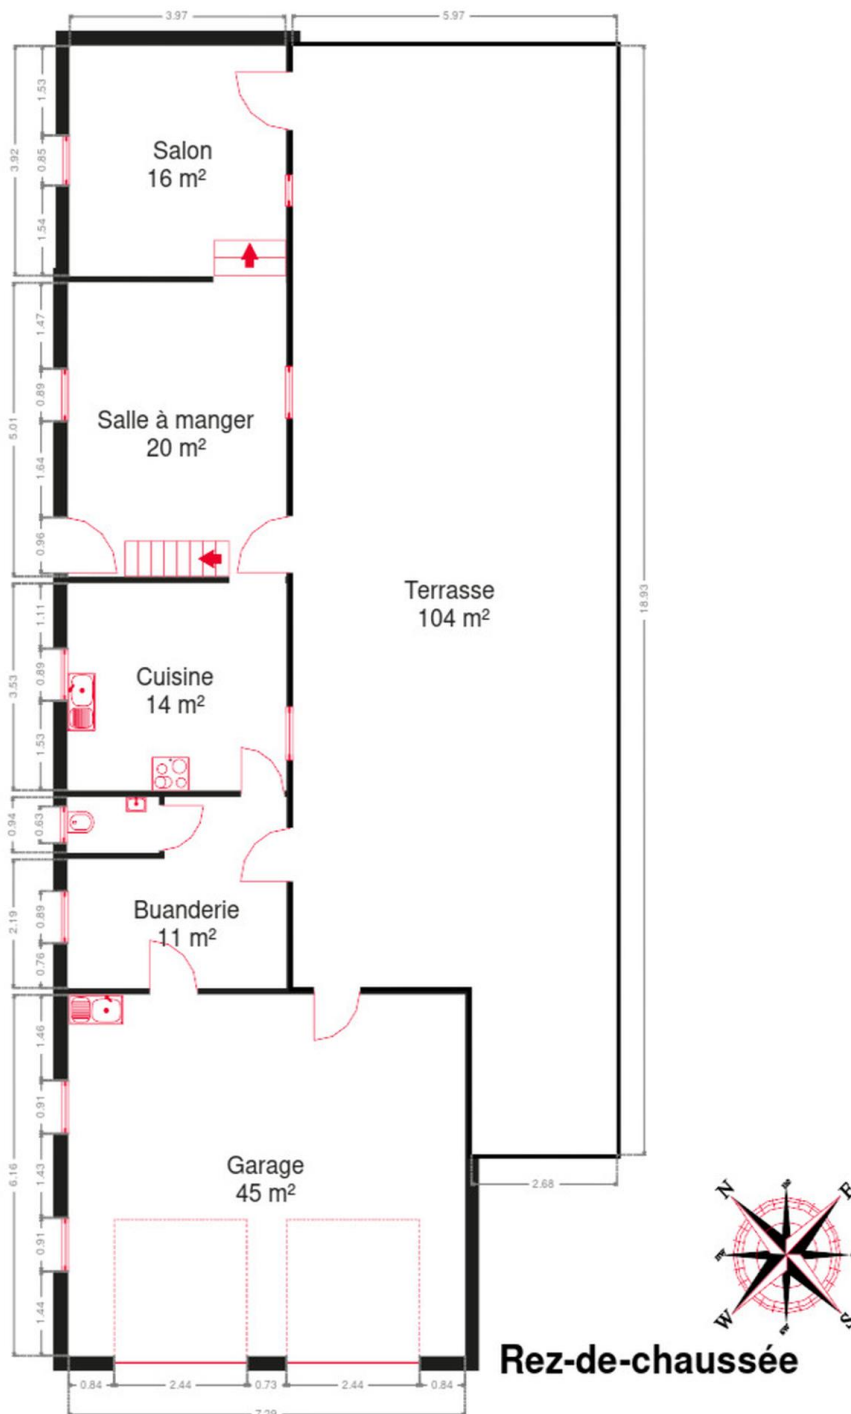 3.97
5.97
1.53
3.92
0.85
1.54
Salon
16 m²
1.47
5.01
0.89
1.64
0.96
Salle à manger
20 m²
Terrasse
104 m²
18.93
1.11
3.53
0.89
1.53
Cuisine
14 m²
0.94
0.63
2.19
0.89
0.76
Buanderie
11 m²
1.46
6.16
0.91
1.43
0.91
1.44
Garage
45 m²
2.68
N
E
W
S
Rez-de-chaussée
0.84
2.44
0.73
2.44
0.84